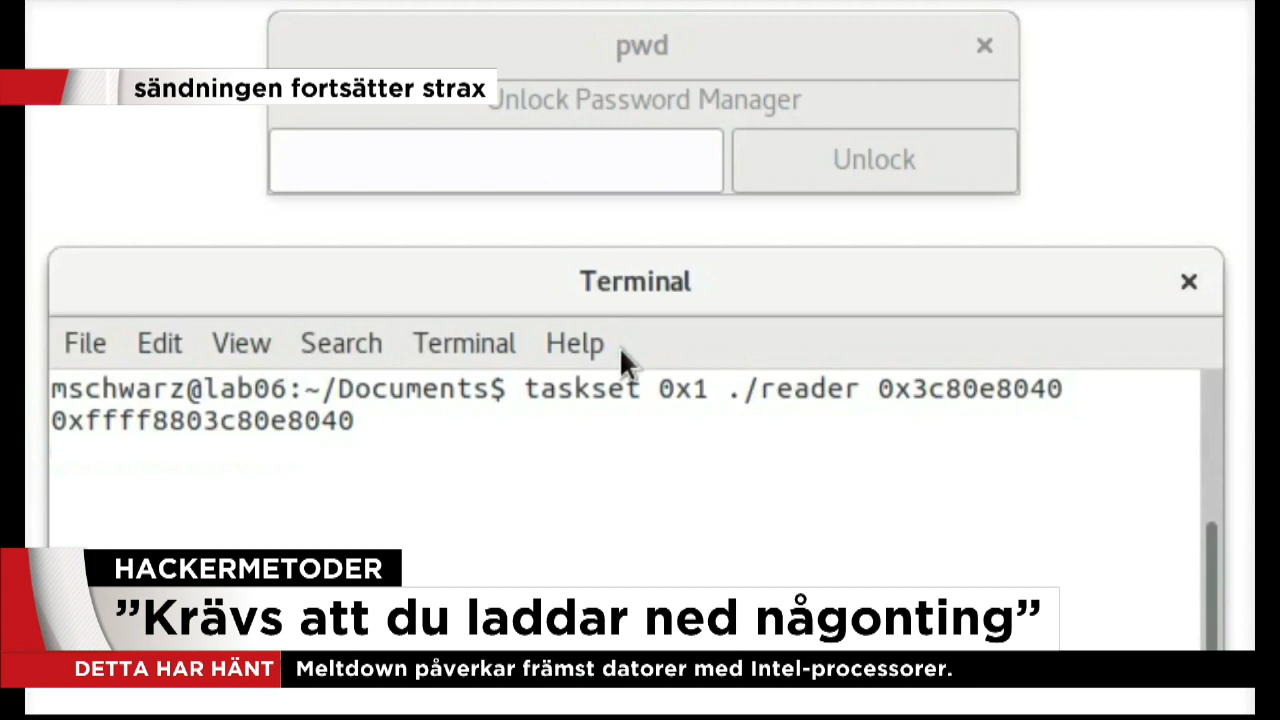 pwd
sändningen fortsätter strax
Unlock Password Manager
Unlock
Terminal
File Edit View Search Terminal Help
mschwarz@lab06:~/Documents$ taskset 0x1 ./reader 0x3c80e8040
0xffff8803c80e8040
HACKERMETODER
”Krävs att du laddar ned någonting”
DETTA HAR HÄNT Meltdown påverkar främst datorer med Intel-processorer.